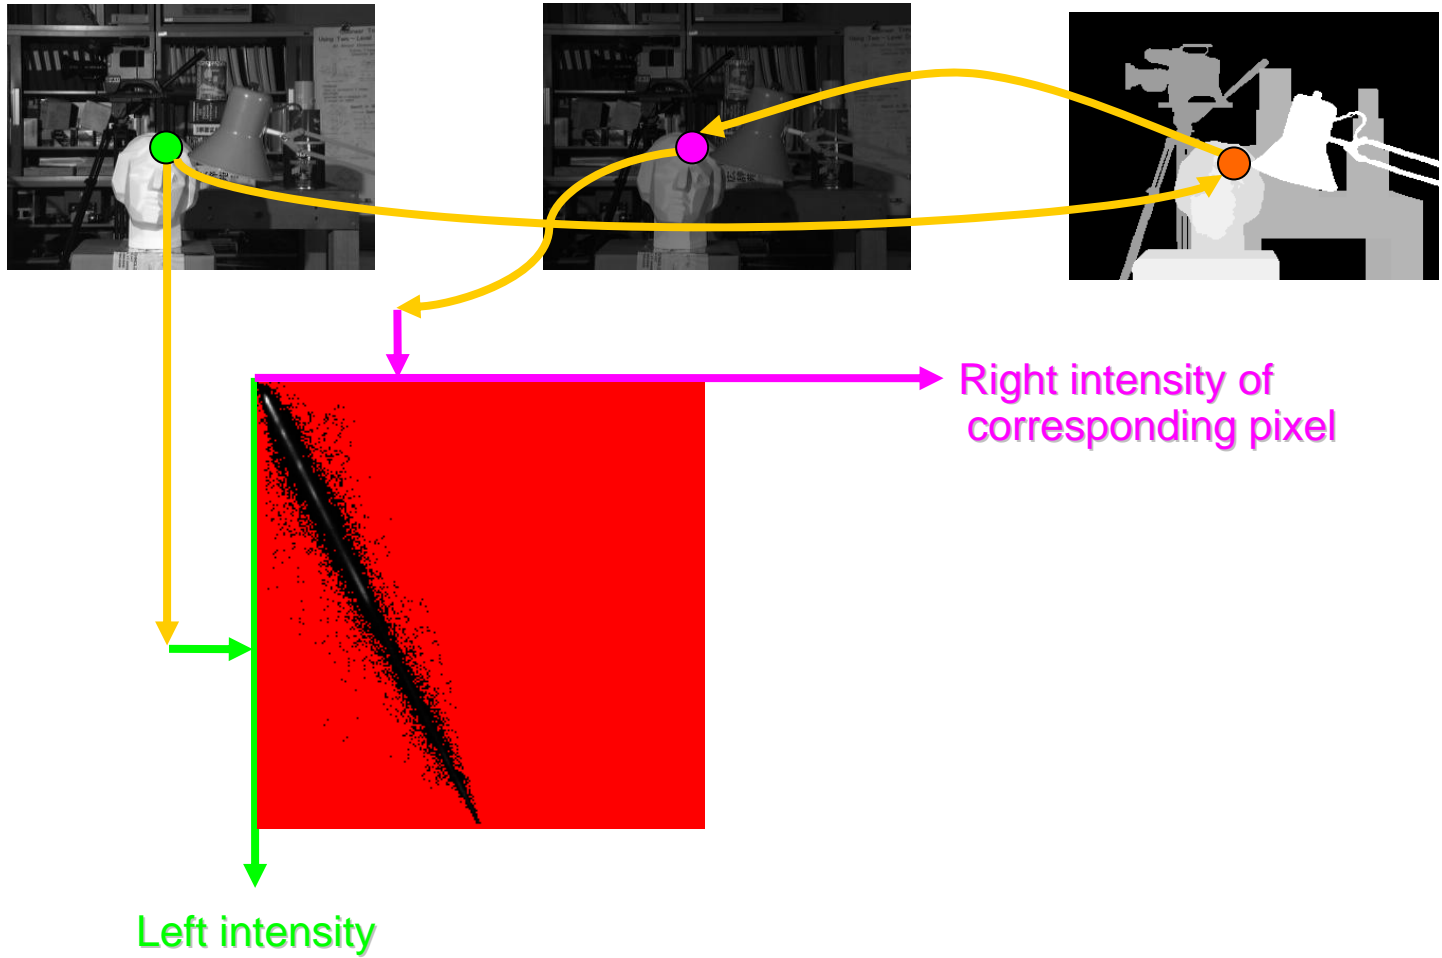 Right intensity of
corresponding pixel
Left intensity